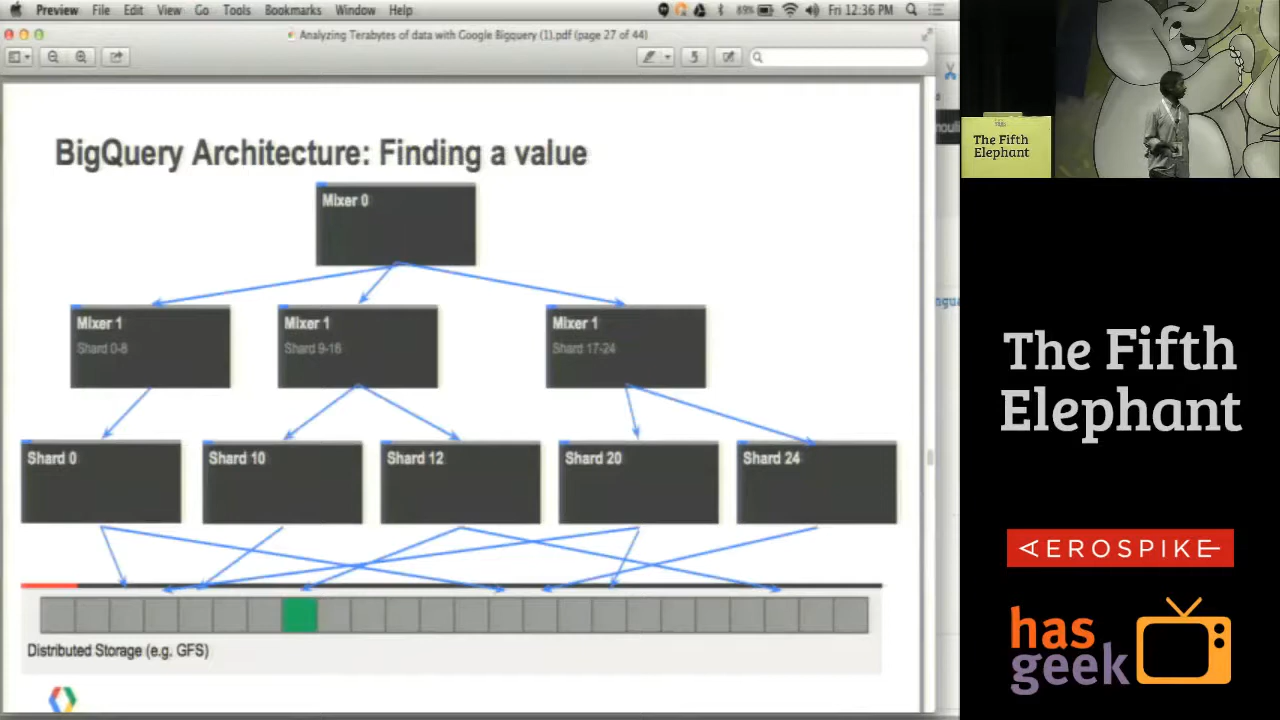 Preview File Edit View Go Tools Bookmarks Window Help
89% Fri 12:36 PM
Analyzing Terabytes of data with Google Bigquery (1).pdf (page 27 of 44)
BigQuery Architecture: Finding a value
Mixer 0
Mixer 1
Shard 0-8
Mixer 1
Shard 9-16
Mixer 1
Shard 17-24
Shard 0
Shard 10
Shard 12
Shard 20
Shard 24
Distributed Storage (e.g. GFS)
The Fifth
Elephant
The Fifth
Elephant
AEROSPIKE
has
geek